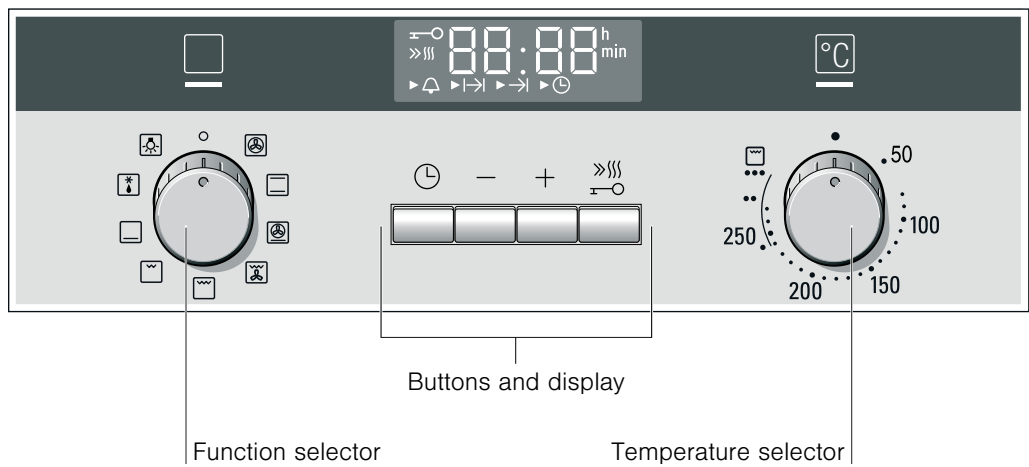 88:88 h
min
°C
50
100
150
200
250
− +
Buttons and display
Function selector
Temperature selector